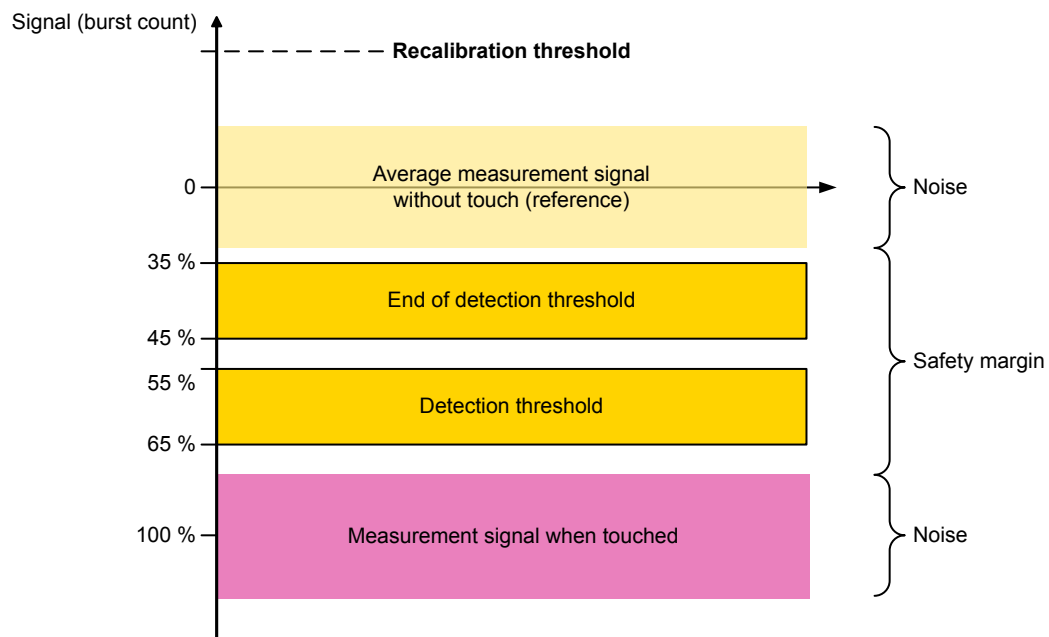 Signal (burst count)
Recalibration threshold
Average measurement signal
without touch (reference)
0
Noise
35 %
End of detection threshold
45 %
Safety margin
55 %
Detection threshold
65 %
100 %
Measurement signal when touched
Noise